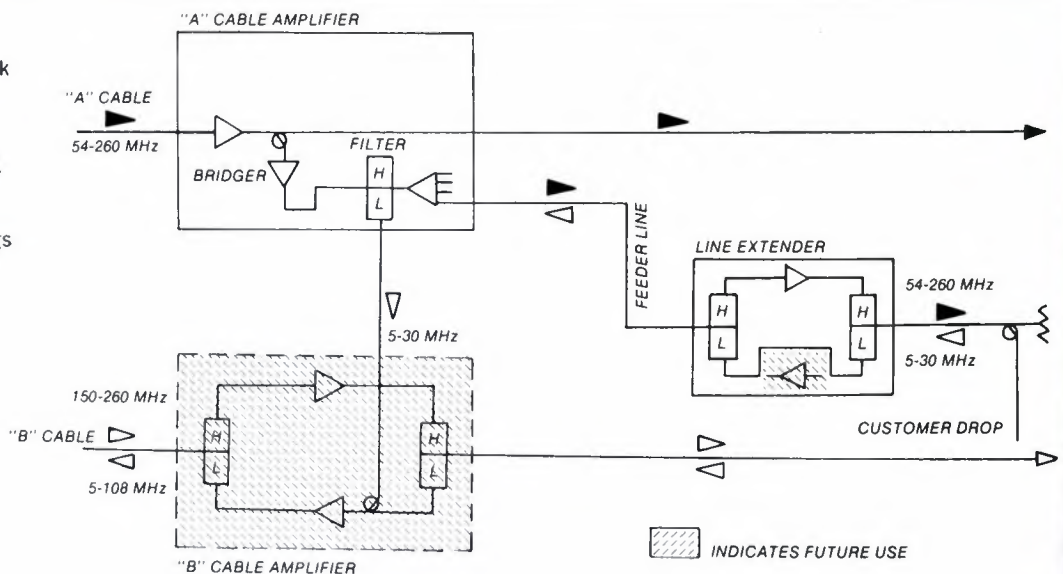 "A" CABLE AMPLIFIER
k
"A" CABLE
54-260 MHz
FILTER
H
L
BRIDGER
FEEDER LINE
LINE EXTENDER
54-260 MHz
H
L
H
L
5-30 MHz
5-30 MHz
CUSTOMER DROP
s
150-260 MHz
"B" CABLE
5-108 MHz
H
L
H
L
INDICATES FUTURE USE
"B" CABLE AMPLIFIER